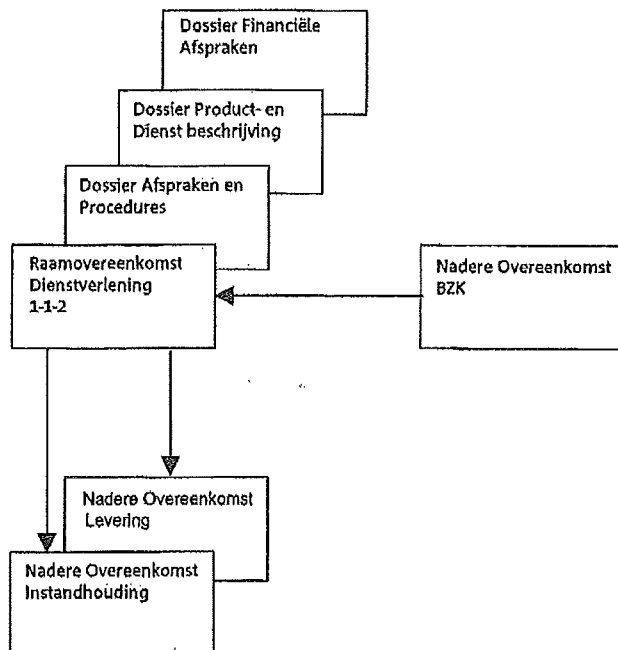 Dossier Financiële
Afspraken
Dossier Product- en
Dienst beschrijving
Dossier Afspraken en
Procedures
Raamovereenkomst
Dienstverlening
1-1-2
Nadere Overeenkomst
BZK
Nadere Overeenkomst
Levering
Nadere Overeenkomst
Instandhouding